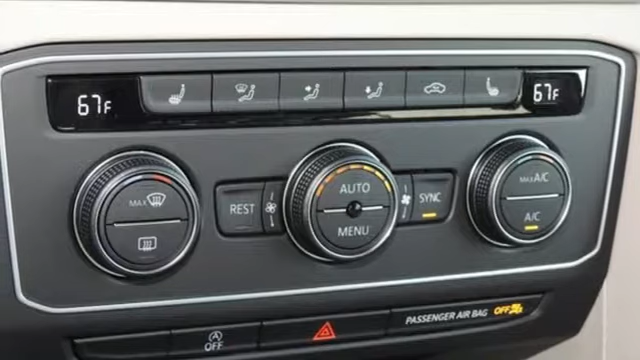 67F 67F
MAX AUTO MAX A/C
REST SYNC
MENU A/C
A OFF PASSENGER AIR BAG OFF